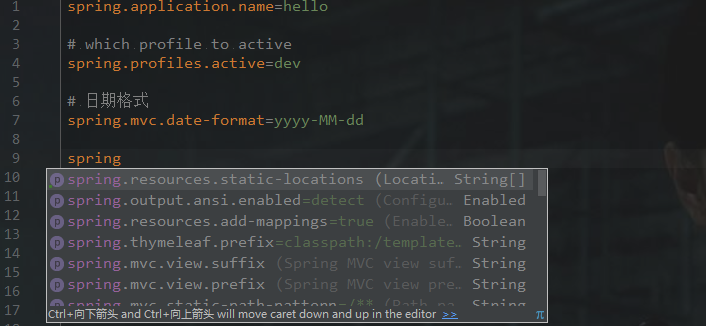 1 spring.application.name=hello
2
3 # which profile to active
4 spring.profiles.active=dev
5
6 # 日期格式
7 spring.mvc.date-format=yyyy-MM-dd
8
9 spring
10 spring.resources.static-locations (Locati… String[]
11 spring.output.ansi.enabled=detect (Configu… Enabled
12 spring.resources.add-mappings=true (Enable… Boolean
13 spring.thymeleaf.prefix=classpath:/template… String
14 spring.mvc.view.suffix (Spring MVC view suf… String
15 spring.mvc.view.prefix (Spring MVC view pre… String
16 spring.mvc.static-path-pattern=/** (Path pa… String
17 Ctrl+向下箭头 and Ctrl+向上箭头 will move caret down and up in the editor >> π